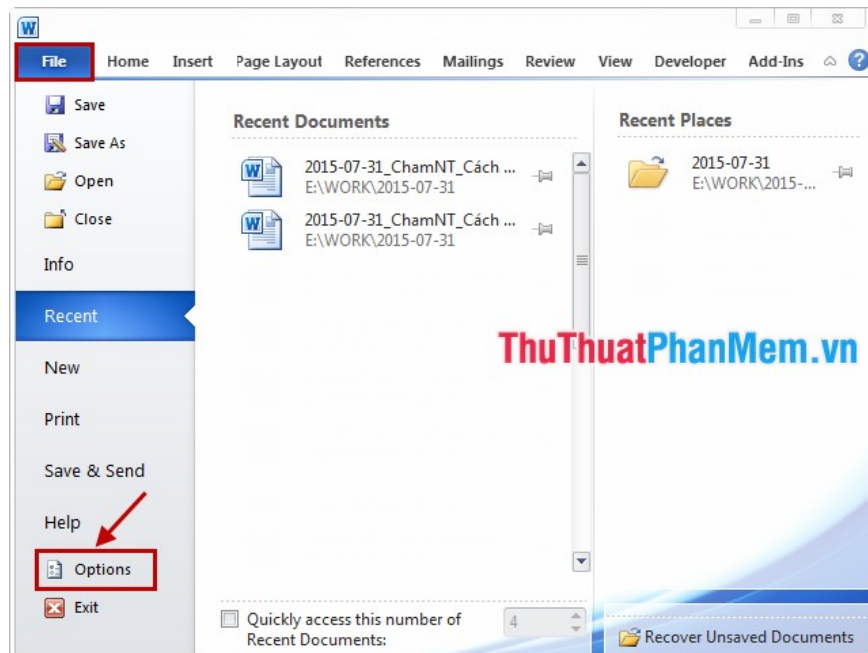 File Home Insert Page Layout References Mailings Review View Developer Add-Ins
Save
Save As
Open
Close
Info
Recent
New
Print
Save & Send
Help
Options
Exit
Recent Documents
2015-07-31_ChamNT_Cách ...
E:\WORK\2015-07-31
2015-07-31_ChamNT_Cách ...
E:\WORK\2015-07-31
Quickly access this number of
Recent Documents:
4
Recent Places
2015-07-31
E:\WORK\2015-...
ThuThuatPhanMem.vn
Recover Unsaved Documents